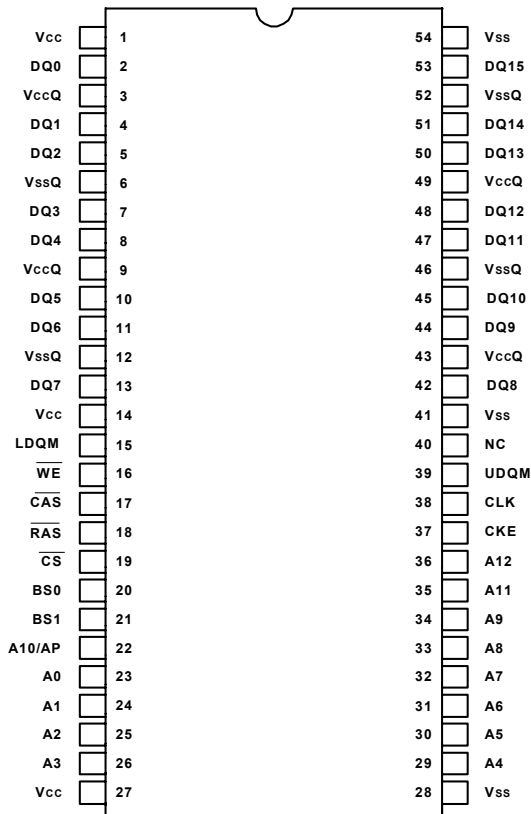 Vcc 1 54 Vss
DQ0 2 53 DQ15
VccQ 3 52 VssQ
DQ1 4 51 DQ14
DQ2 5 50 DQ13
VssQ 6 49 VccQ
DQ3 7 48 DQ12
DQ4 8 47 DQ11
VccQ 9 46 VssQ
DQ5 10 45 DQ10
DQ6 11 44 DQ9
VssQ 12 43 VccQ
DQ7 13 42 DQ8
Vcc 14 41 Vss
LDQM 15 40 NC
W̅E̅ 16 39 UDQM
C̅A̅S̅ 17 38 CLK
R̅A̅S̅ 18 37 CKE
C̅S̅ 19 36 A12
BS0 20 35 A11
BS1 21 34 A9
A10/AP 22 33 A8
A0 23 32 A7
A1 24 31 A6
A2 25 30 A5
A3 26 29 A4
Vcc 27 28 Vss